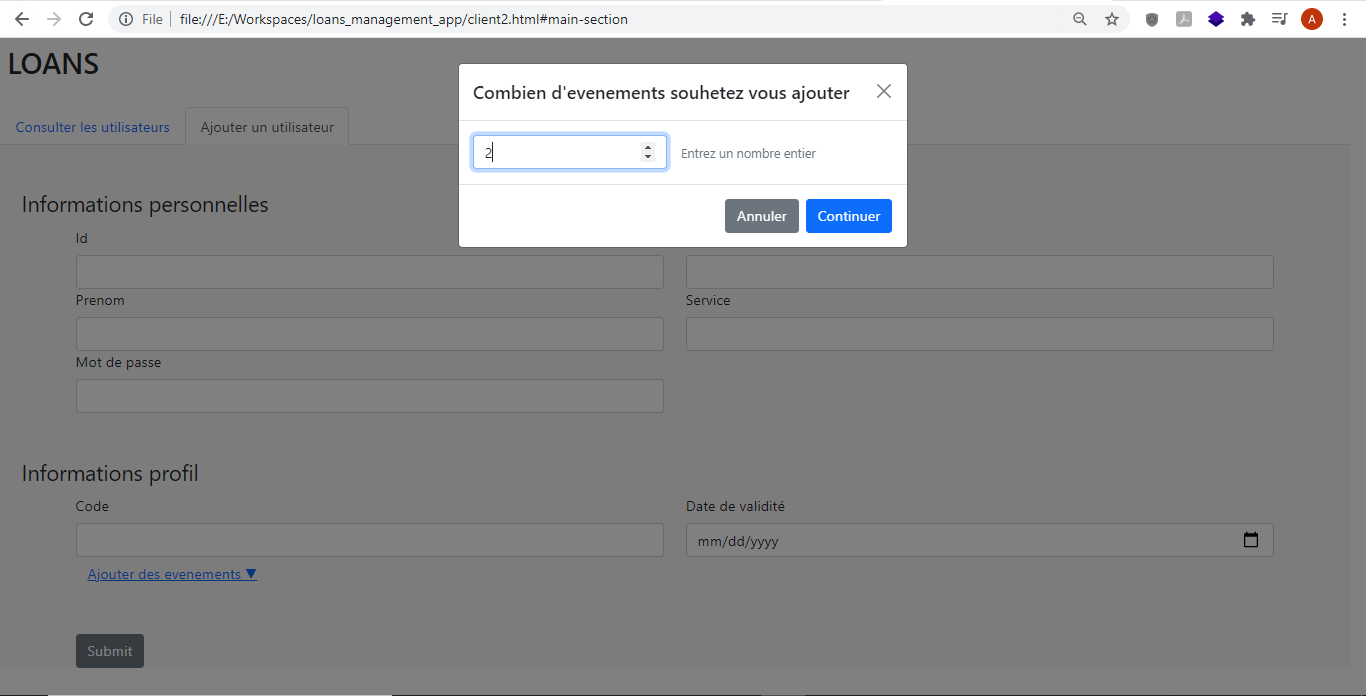 File file:///E:/Workspaces/loans_management_app/client2.html#main-section A
LOANS
Combien d'evenements souhetez vous ajouter
Consulter les utilisateurs Ajouter un utilisateur
2 Entrez un nombre entier
Informations personnelles
Annuler Continuer
Id
Prenom Service
Mot de passe
Informations profil
Code Date de validité
mm/dd/yyyy
Ajouter des evenements ▼
Submit